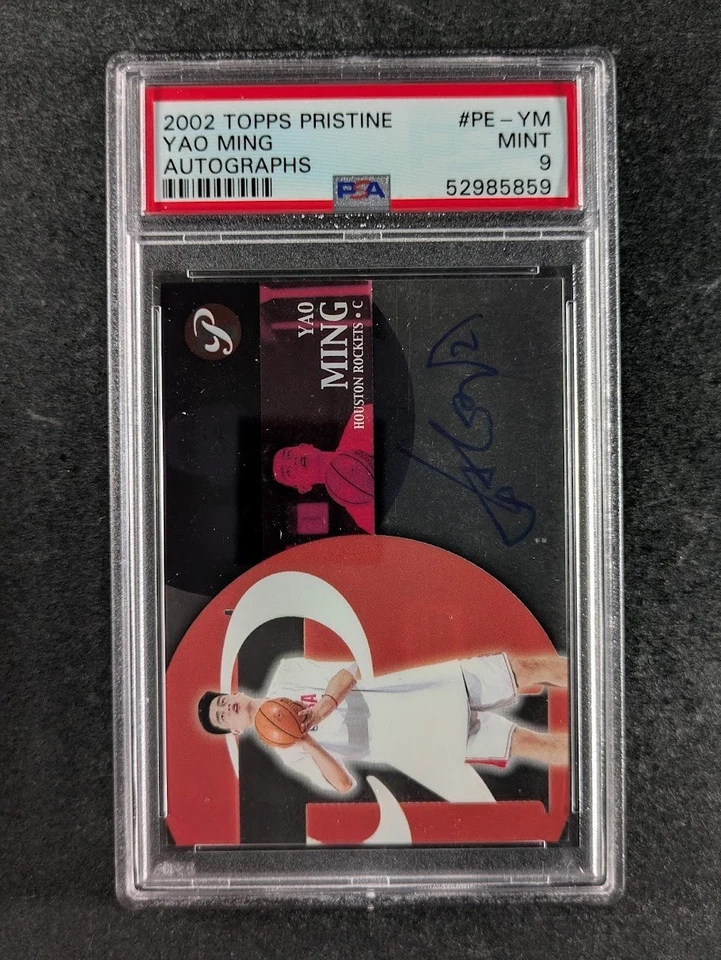 2002 TOPPS PRISTINE #PE-YM
YAO MING MINT
AUTOGRAPHS 9
PSA 52985859
YAO
MING
HOUSTON ROCKETS • C